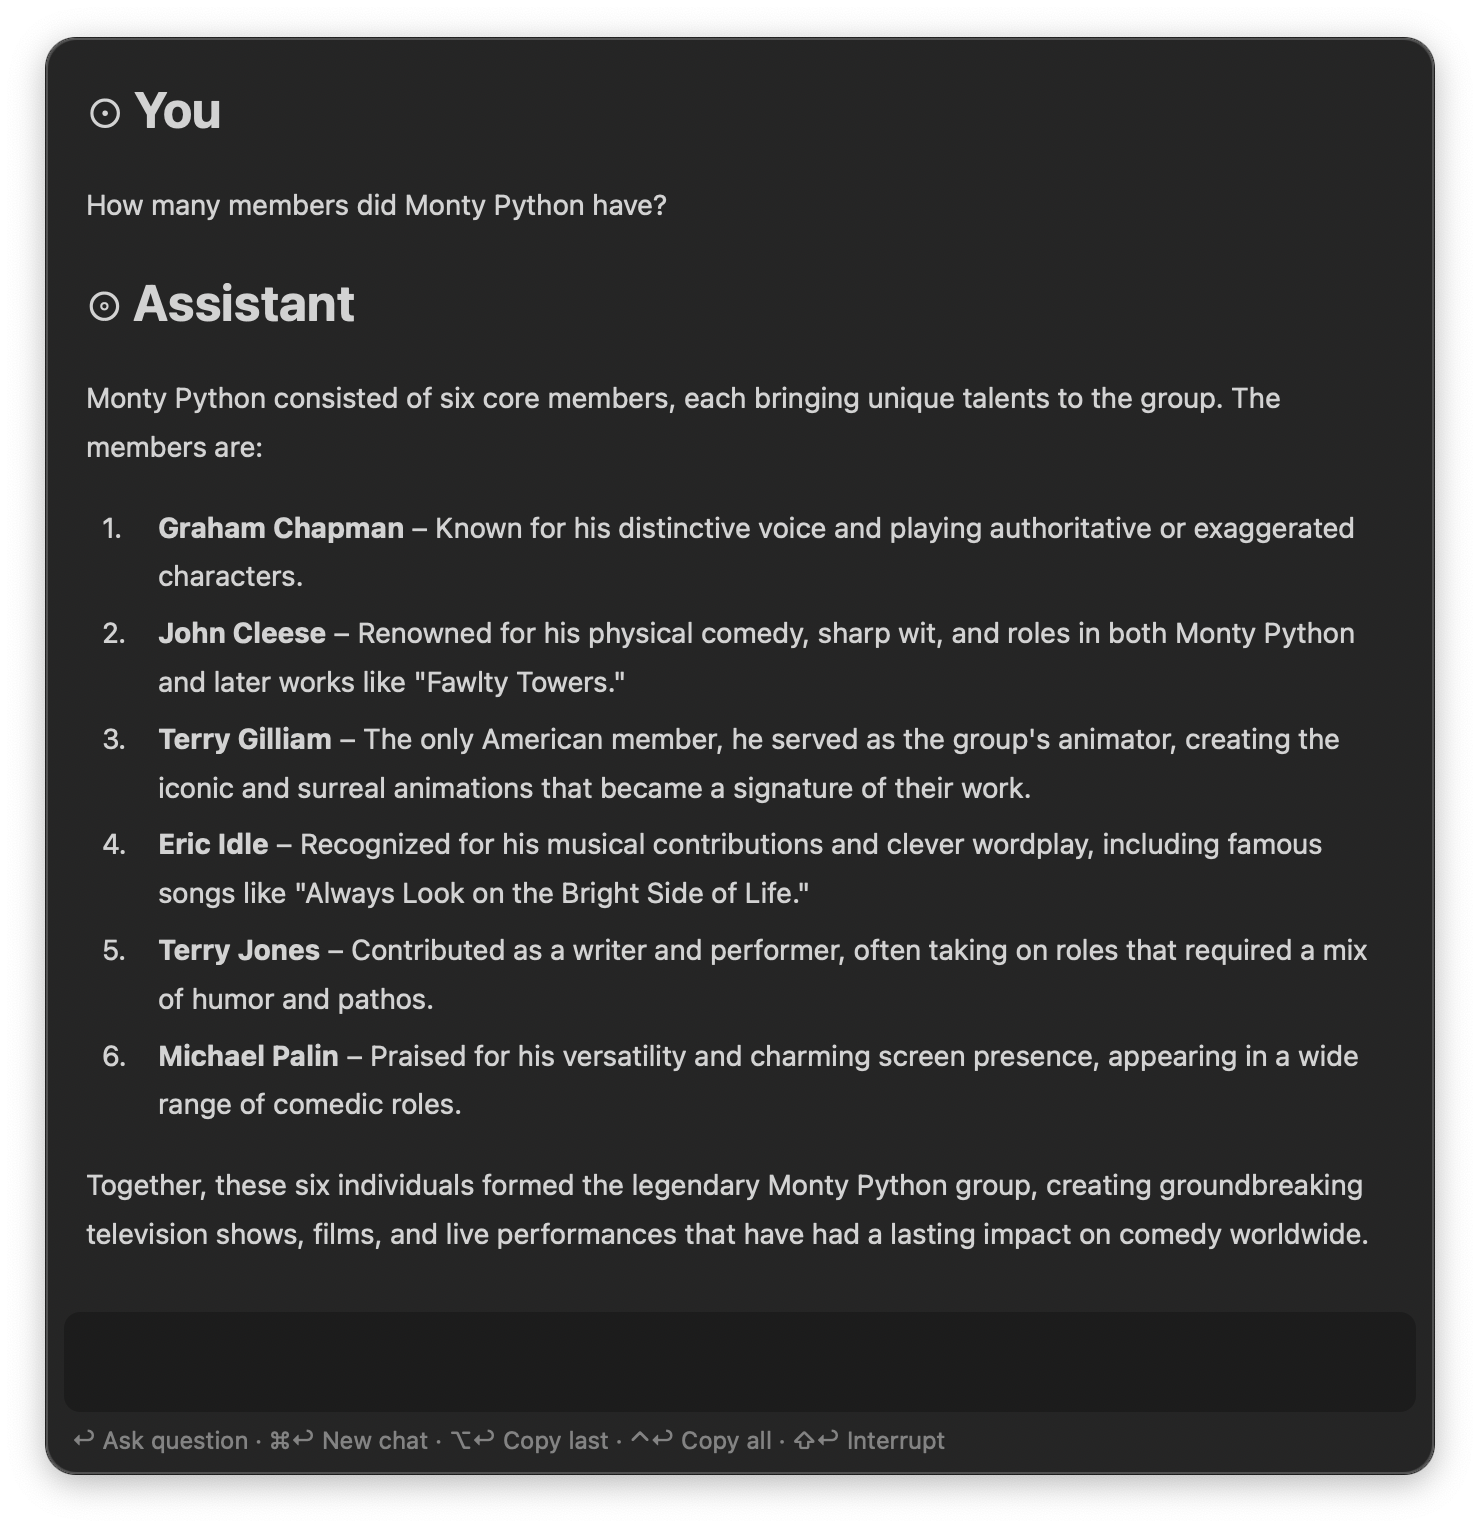 ⊙ You
How many members did Monty Python have?
⊚ Assistant
Monty Python consisted of six core members, each bringing unique talents to the group. The
members are:
1. Graham Chapman – Known for his distinctive voice and playing authoritative or exaggerated
characters.
2. John Cleese – Renowned for his physical comedy, sharp wit, and roles in both Monty Python
and later works like "Fawlty Towers."
3. Terry Gilliam – The only American member, he served as the group's animator, creating the
iconic and surreal animations that became a signature of their work.
4. Eric Idle – Recognized for his musical contributions and clever wordplay, including famous
songs like "Always Look on the Bright Side of Life."
5. Terry Jones – Contributed as a writer and performer, often taking on roles that required a mix
of humor and pathos.
6. Michael Palin – Praised for his versatility and charming screen presence, appearing in a wide
range of comedic roles.
Together, these six individuals formed the legendary Monty Python group, creating groundbreaking
television shows, films, and live performances that have had a lasting impact on comedy worldwide.
↩ Ask question · ⌘↩ New chat · ⌥↩ Copy last · ^↩ Copy all · ⇧↩ Interrupt